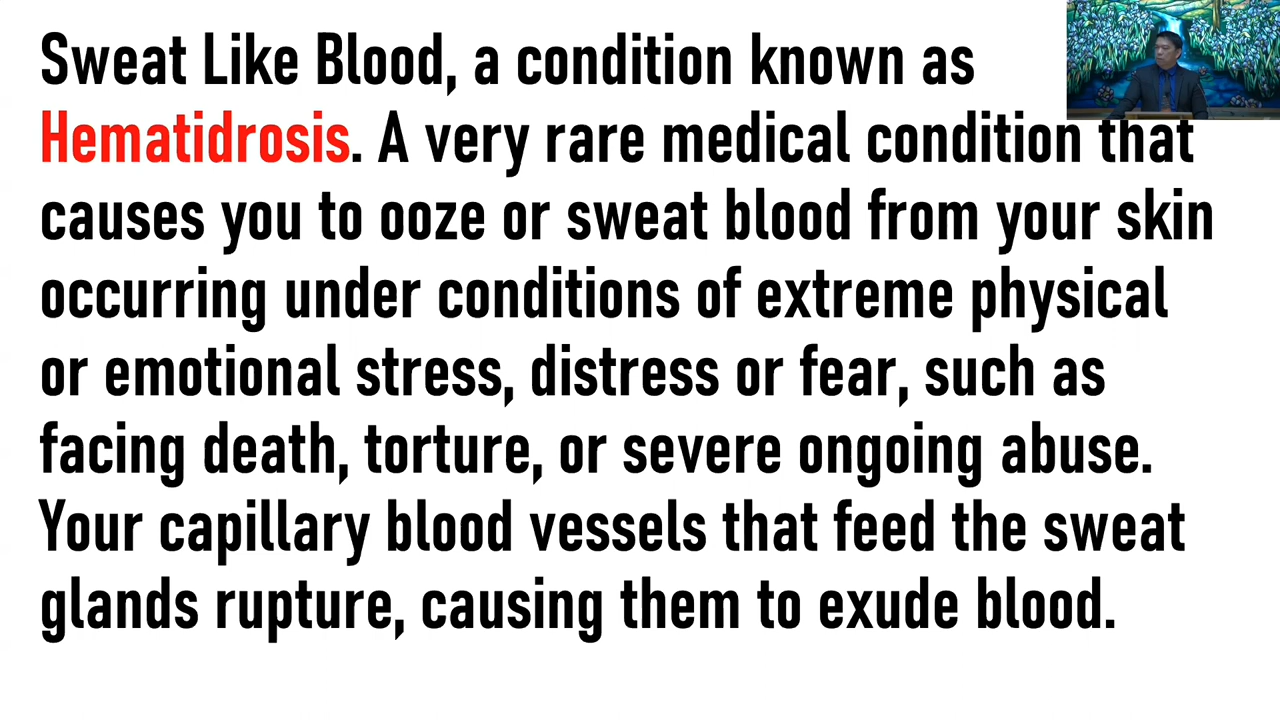 Sweat Like Blood, a condition known as
Hematidrosis. A very rare medical condition that
causes you to ooze or sweat blood from your skin
occurring under conditions of extreme physical
or emotional stress, distress or fear, such as
facing death, torture, or severe ongoing abuse.
Your capillary blood vessels that feed the sweat
glands rupture, causing them to exude blood.